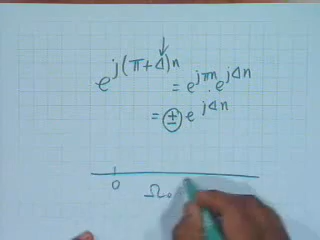 e^{j(π+Δ)n}
= e^{jπn} · e^{jΔn}
= ± e^{jΔn}
0 Ω₀